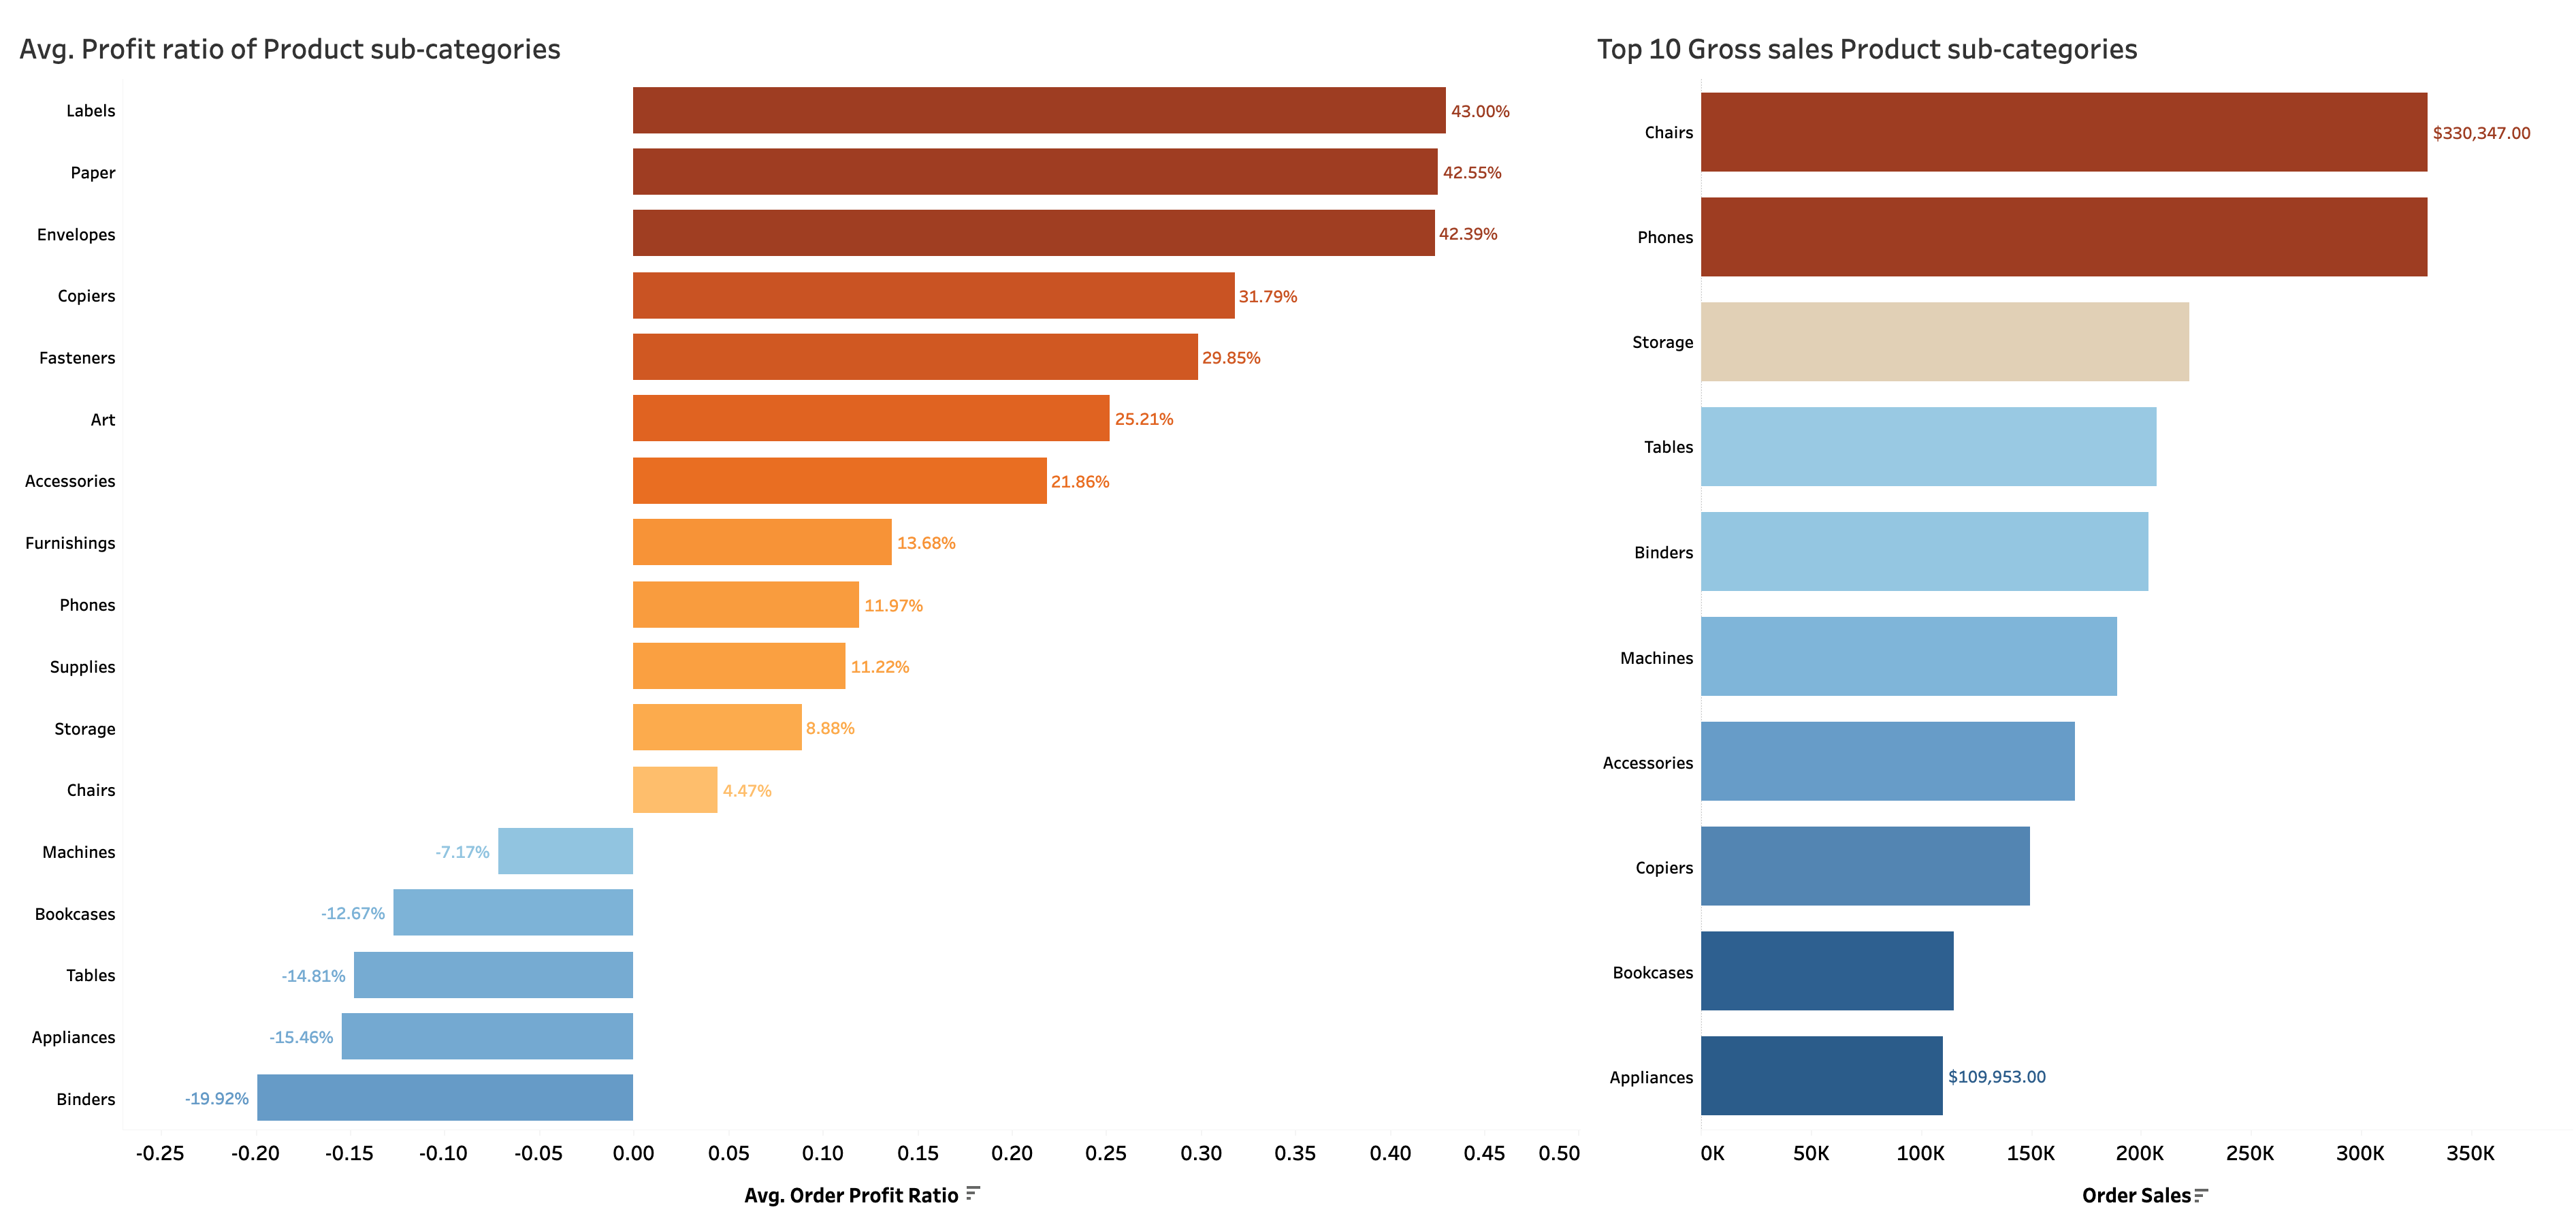 Avg. Profit ratio of Product sub-categories
Labels 43.00%
Paper 42.55%
Envelopes 42.39%
Copiers 31.79%
Fasteners 29.85%
Art 25.21%
Accessories 21.86%
Furnishings 13.68%
Phones 11.97%
Supplies 11.22%
Storage 8.88%
Chairs 4.47%
Machines -7.17%
Bookcases -12.67%
Tables -14.81%
Appliances -15.46%
Binders -19.92%
-0.25 -0.20 -0.15 -0.10 -0.05 0.00 0.05 0.10 0.15 0.20 0.25 0.30 0.35 0.40 0.45 0.50
Avg. Order Profit Ratio
Top 10 Gross sales Product sub-categories
Chairs $330,347.00
Phones
Storage
Tables
Binders
Machines
Accessories
Copiers
Bookcases
Appliances $109,953.00
0K 50K 100K 150K 200K 250K 300K 350K
Order Sales